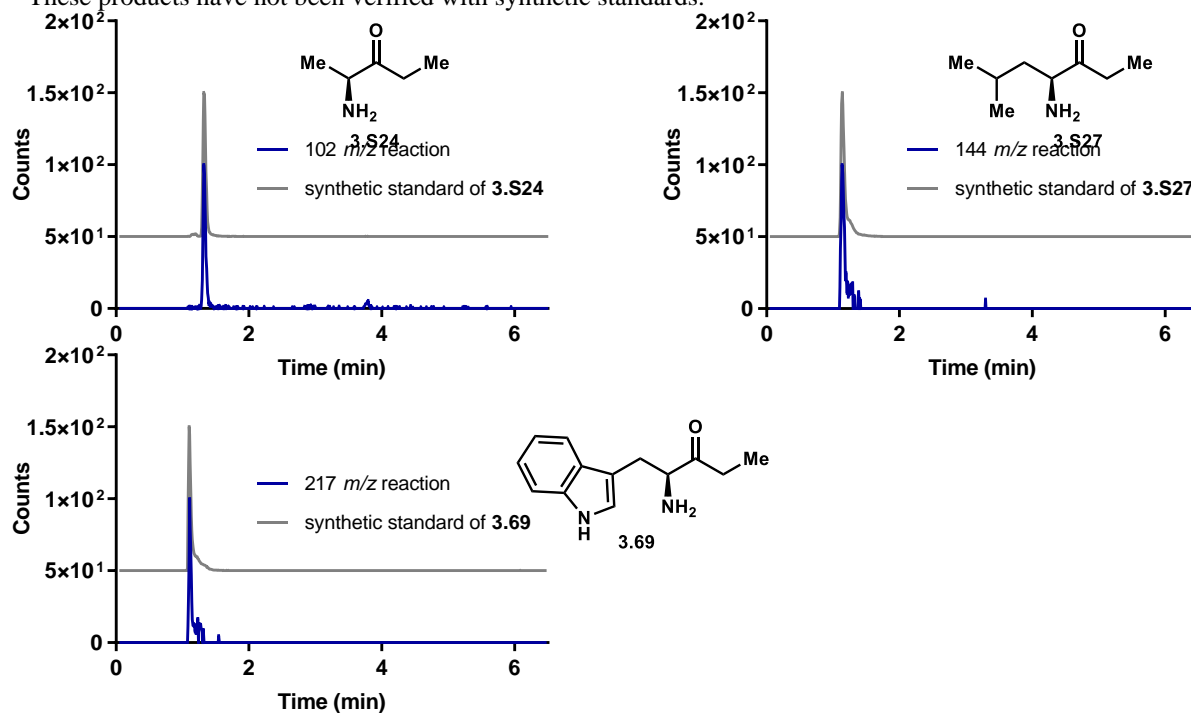 These products have not been verified with synthetic standards.
2×10²
1.5×10²
1×10²
5×10¹
0
Counts
0 2 4 6
Time (min)
O
Me Me
NH₂
3.S24
102 m/z reaction
synthetic standard of 3.S24
2×10²
1.5×10²
1×10²
5×10¹
0
Counts
0 2 4 6
Time (min)
O
Me Me
Me NH₂
3.S27
144 m/z reaction
synthetic standard of 3.S27
2×10²
1.5×10²
1×10²
5×10¹
0
Counts
0 2 4 6
Time (min)
217 m/z reaction
synthetic standard of 3.69
O
Me
NH₂
N
H
3.69